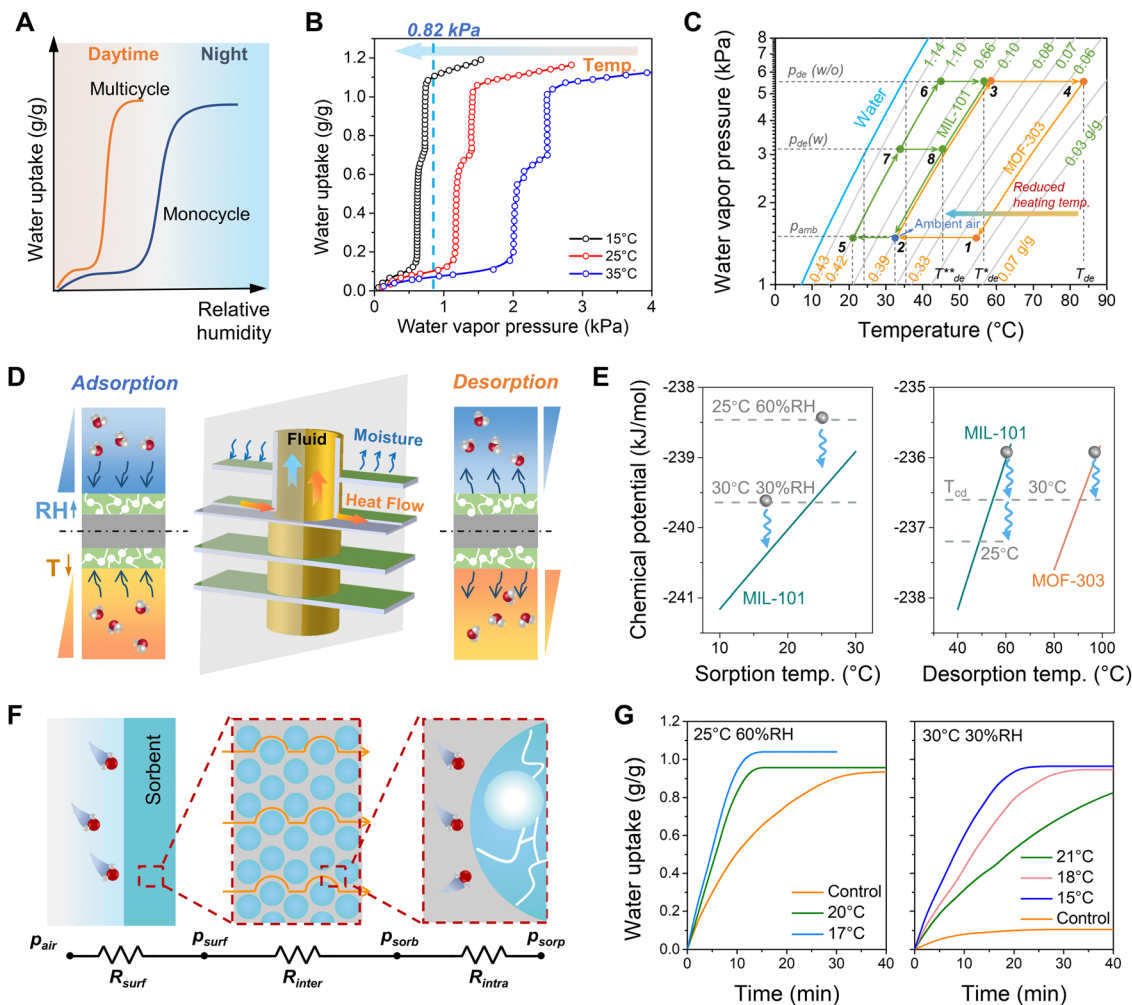 A
Daytime
Night
Multicycle
Monocycle
Water uptake (g/g)
Relative
humidity
B
0.82 kPa
Temp.
Water uptake (g/g)
1.2
1.0
0.8
0.6
0.4
0.2
0.0
15°C
25°C
35°C
0 1 2 3 4
Water vapor pressure (kPa)
C
Water vapor pressure (kPa)
8
7
6
5
4
3
2
1
p_de (w/o)
p_de(w)
p_amb
Water
1.14
1.10
0.66
0.10
0.08
0.07
0.06
0.03 g/g
6
3
4
MIL-101
MOF-303
7
8
Reduced
heating temp.
Ambient air
5
2
1
0.43
0.42
0.39
0.33
0.07 g/g
T**_de
T*_de
T_de
0 10 20 30 40 50 60 70 80 90
Temperature (°C)
D
Adsorption
Desorption
Fluid
Moisture
Heat Flow
RH
T
E
Chemical potential (kJ/mol)
-238
-239
-240
-241
25°C 60%RH
30°C 30%RH
MIL-101
10 20 30
Sorption temp. (°C)
-235
-236
-237
-238
MIL-101
T_cd
30°C
25°C
MOF-303
40 60 80 100
Desorption temp. (°C)
F
Sorbent
p_air
p_surf
p_sorb
p_sorp
R_surf
R_inter
R_intra
G
Water uptake (g/g)
1.2
1.0
0.8
0.6
0.4
0.2
0.0
25°C 60%RH
Control
20°C
17°C
0 10 20 30 40
Time (min)
30°C 30%RH
21°C
18°C
15°C
Control
0 10 20 30 40
Time (min)